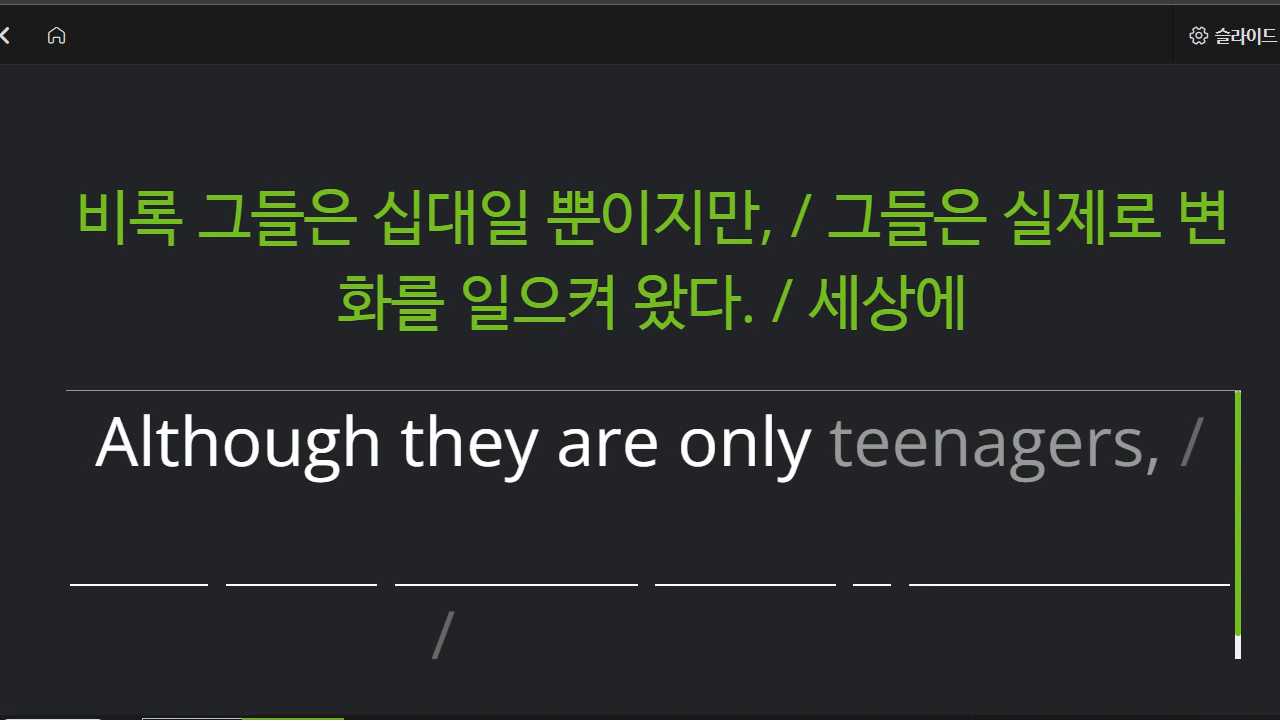 슬라이드
비록 그들은 십대일 뿐이지만, / 그들은 실제로 변
화를 일으켜 왔다. / 세상에
Although they are only teenagers, /
/